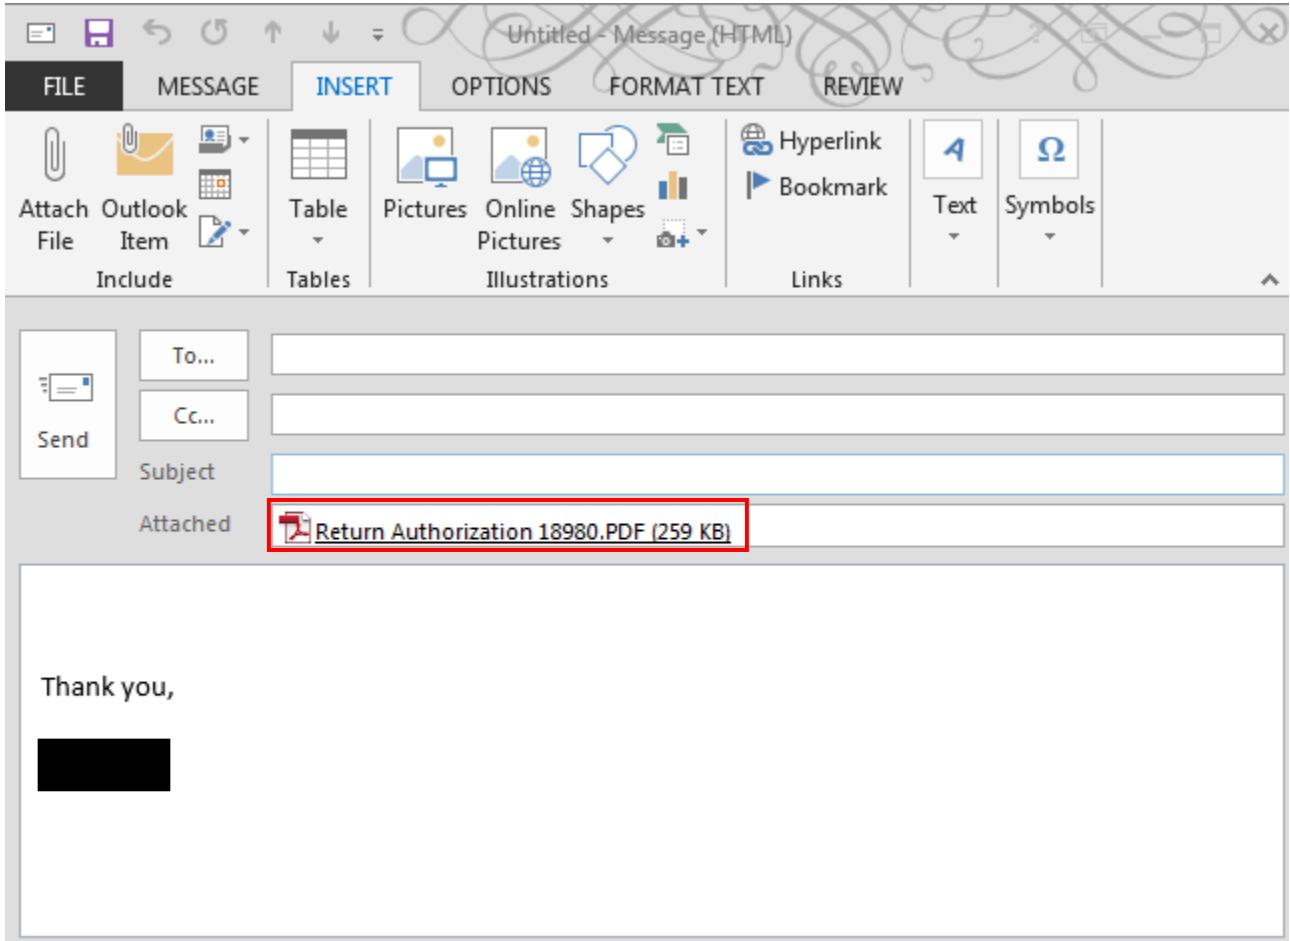 Untitled - Message (HTML)
FILE MESSAGE INSERT OPTIONS FORMAT TEXT REVIEW
Attach File
Outlook Item
Table
Pictures
Online Pictures
Shapes
Hyperlink
Bookmark
Text
Symbols
Include Tables Illustrations Links
Send
To...
Cc...
Subject
Attached Return Authorization 18980.PDF (259 KB)
Thank you,